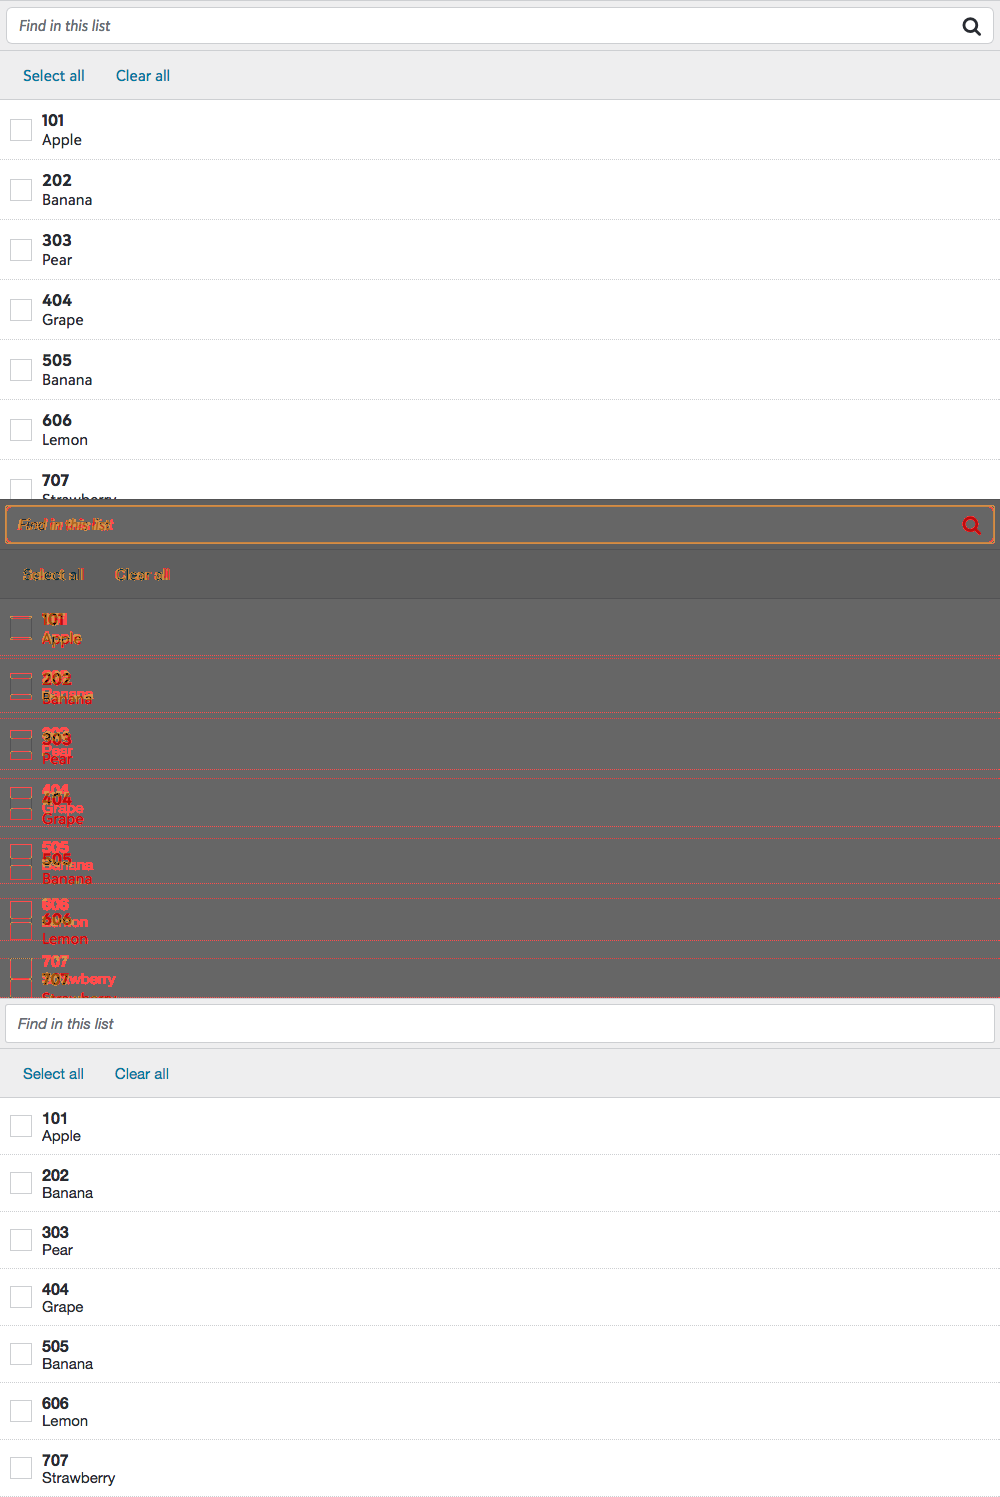 Find in this list
Select all Clear all
101
Apple
202
Banana
303
Pear
404
Grape
505
Banana
606
Lemon
707
Strawberry
Find in this list
Select all Clear all
101
Apple
202
Banana
303
Pear
404
Grape
505
Banana
606
Lemon
707
Strawberry
Find in this list
Select all Clear all
101
Apple
202
Banana
303
Pear
404
Grape
505
Banana
606
Lemon
707
Strawberry